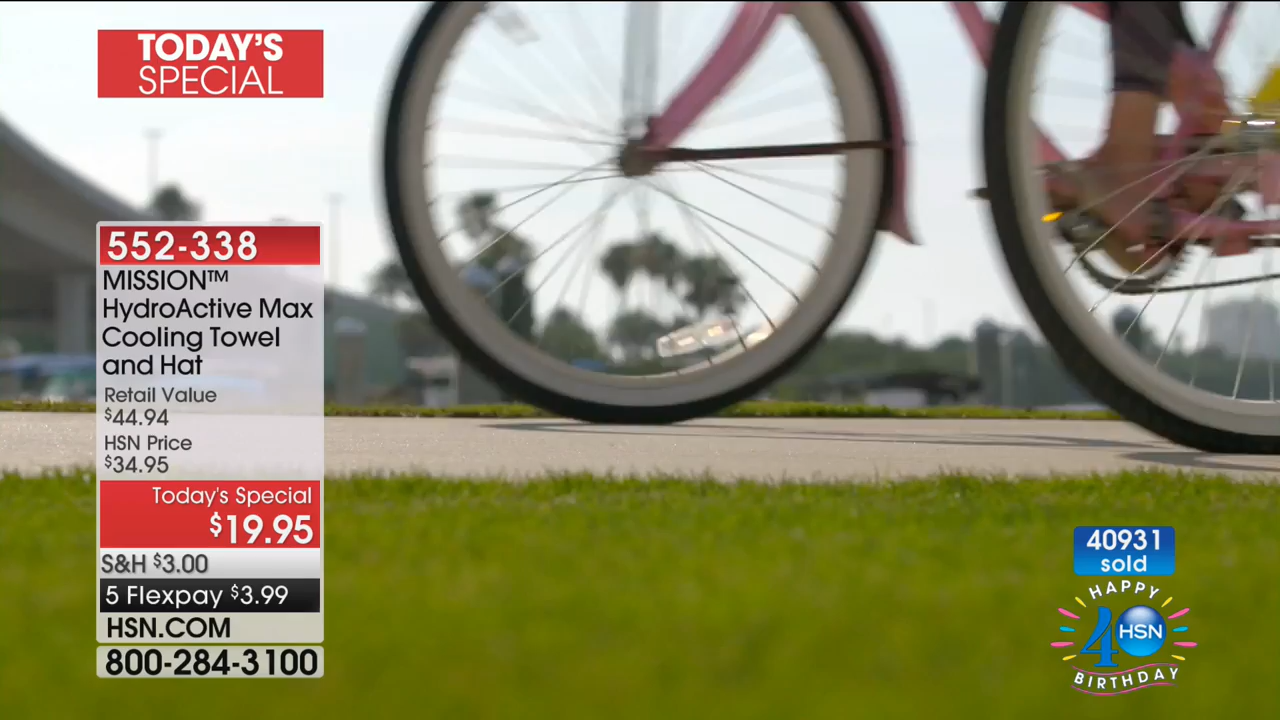 TODAY'S
SPECIAL
552-338
MISSION™
HydroActive Max
Cooling Towel
and Hat
Retail Value
$44.94
HSN Price
$34.95
Today's Special
$19.95
S&H $3.00
5 Flexpay $3.99
HSN.COM
800-284-3100
40931
sold
HAPPY
40 HSN
BIRTHDAY